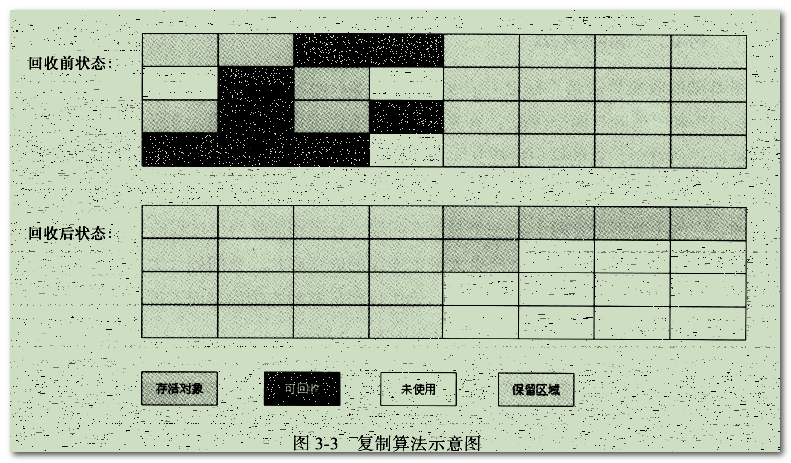 回收前状态：
回收后状态：
存活对象
可回收
未使用
保留区域
图 3-3 复制算法示意图